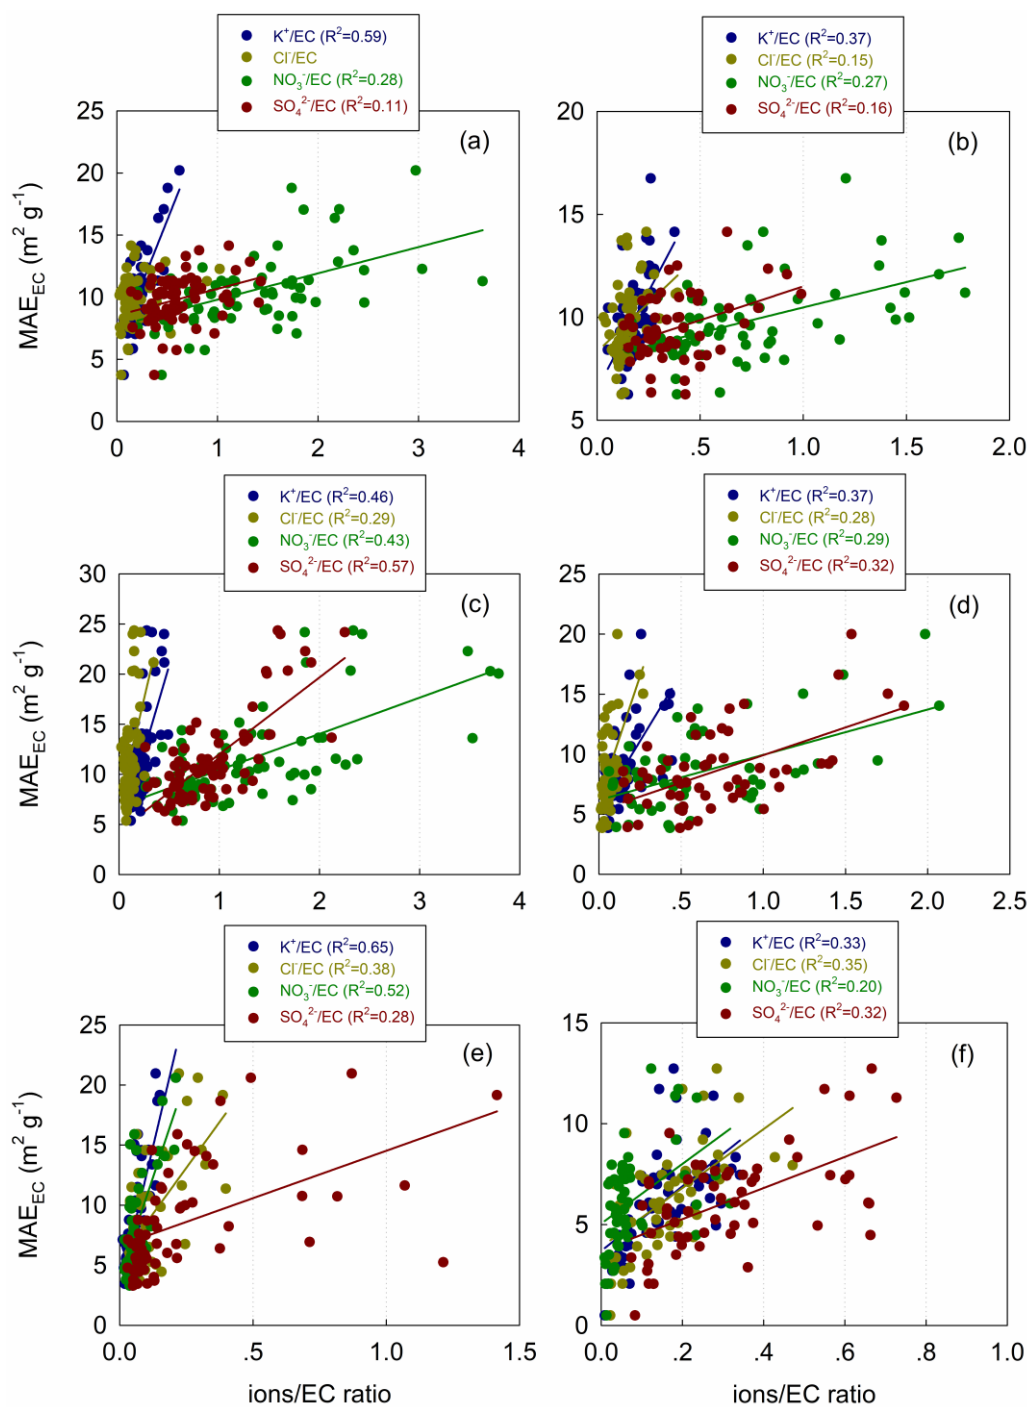 K⁺/EC (R²=0.59)
Cl⁻/EC
NO₃⁻/EC (R²=0.28)
SO₄²⁻/EC (R²=0.11)
(a)
25
20
15
10
5
0
0 1 2 3 4
MAE_EC (m² g⁻¹)
K⁺/EC (R²=0.37)
Cl⁻/EC (R²=0.15)
NO₃⁻/EC (R²=0.27)
SO₄²⁻/EC (R²=0.16)
(b)
20
15
10
5
0.0 .5 1.0 1.5 2.0
K⁺/EC (R²=0.46)
Cl⁻/EC (R²=0.29)
NO₃⁻/EC (R²=0.43)
SO₄²⁻/EC (R²=0.57)
(c)
30
25
20
15
10
5
0
0 1 2 3 4
MAE_EC (m² g⁻¹)
K⁺/EC (R²=0.37)
Cl⁻/EC (R²=0.28)
NO₃⁻/EC (R²=0.29)
SO₄²⁻/EC (R²=0.32)
(d)
25
20
15
10
5
0
0.0 .5 1.0 1.5 2.0 2.5
K⁺/EC (R²=0.65)
Cl⁻/EC (R²=0.38)
NO₃⁻/EC (R²=0.52)
SO₄²⁻/EC (R²=0.28)
(e)
25
20
15
10
5
0
0.0 .5 1.0 1.5
MAE_EC (m² g⁻¹)
ions/EC ratio
K⁺/EC (R²=0.33)
Cl⁻/EC (R²=0.35)
NO₃⁻/EC (R²=0.20)
SO₄²⁻/EC (R²=0.32)
(f)
15
10
5
0
0.0 .2 .4 .6 .8 1.0
ions/EC ratio